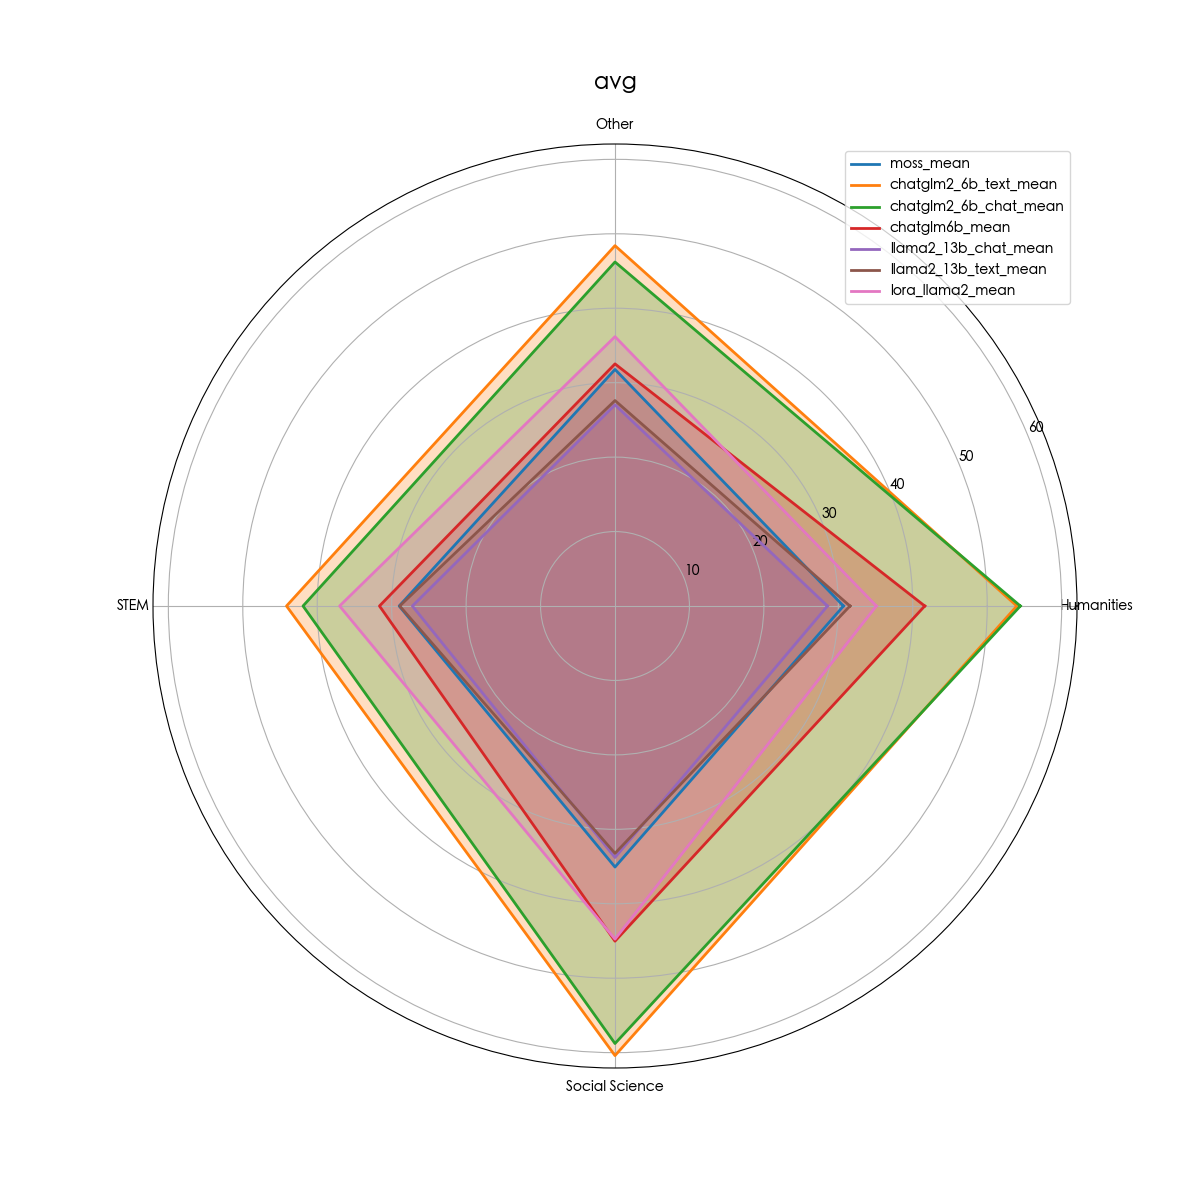 avg
Other
moss_mean
chatglm2_6b_text_mean
chatglm2_6b_chat_mean
chatglm6b_mean
llama2_13b_chat_mean
llama2_13b_text_mean
lora_llama2_mean
60
50
40
30
20
10
STEM
Humanities
Social Science